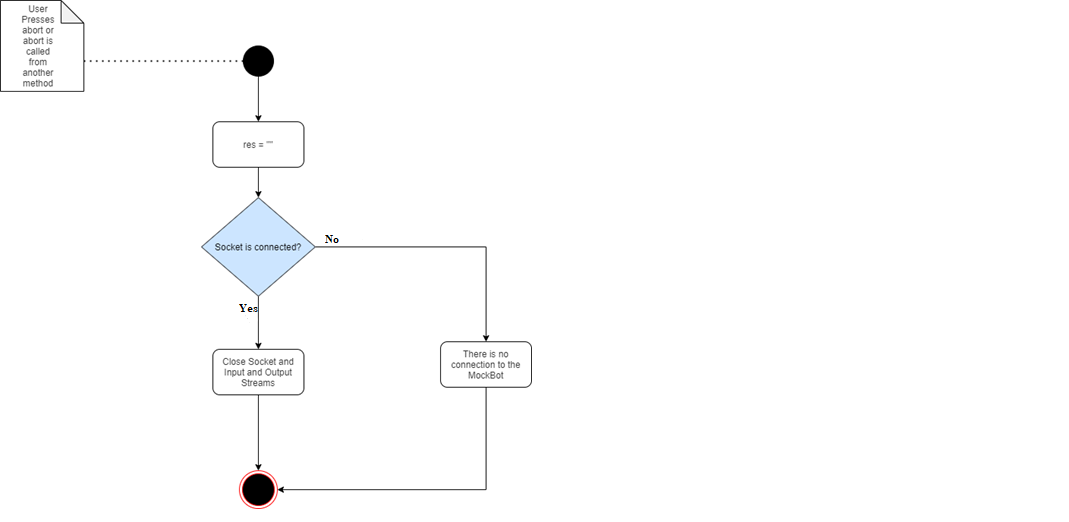 User
Presses
abort or
abort is
called
from
another
method
res = ""
Socket is connected?
No
Yes
Close Socket and
Input and Output
Streams
There is no
connection to the
MockBot